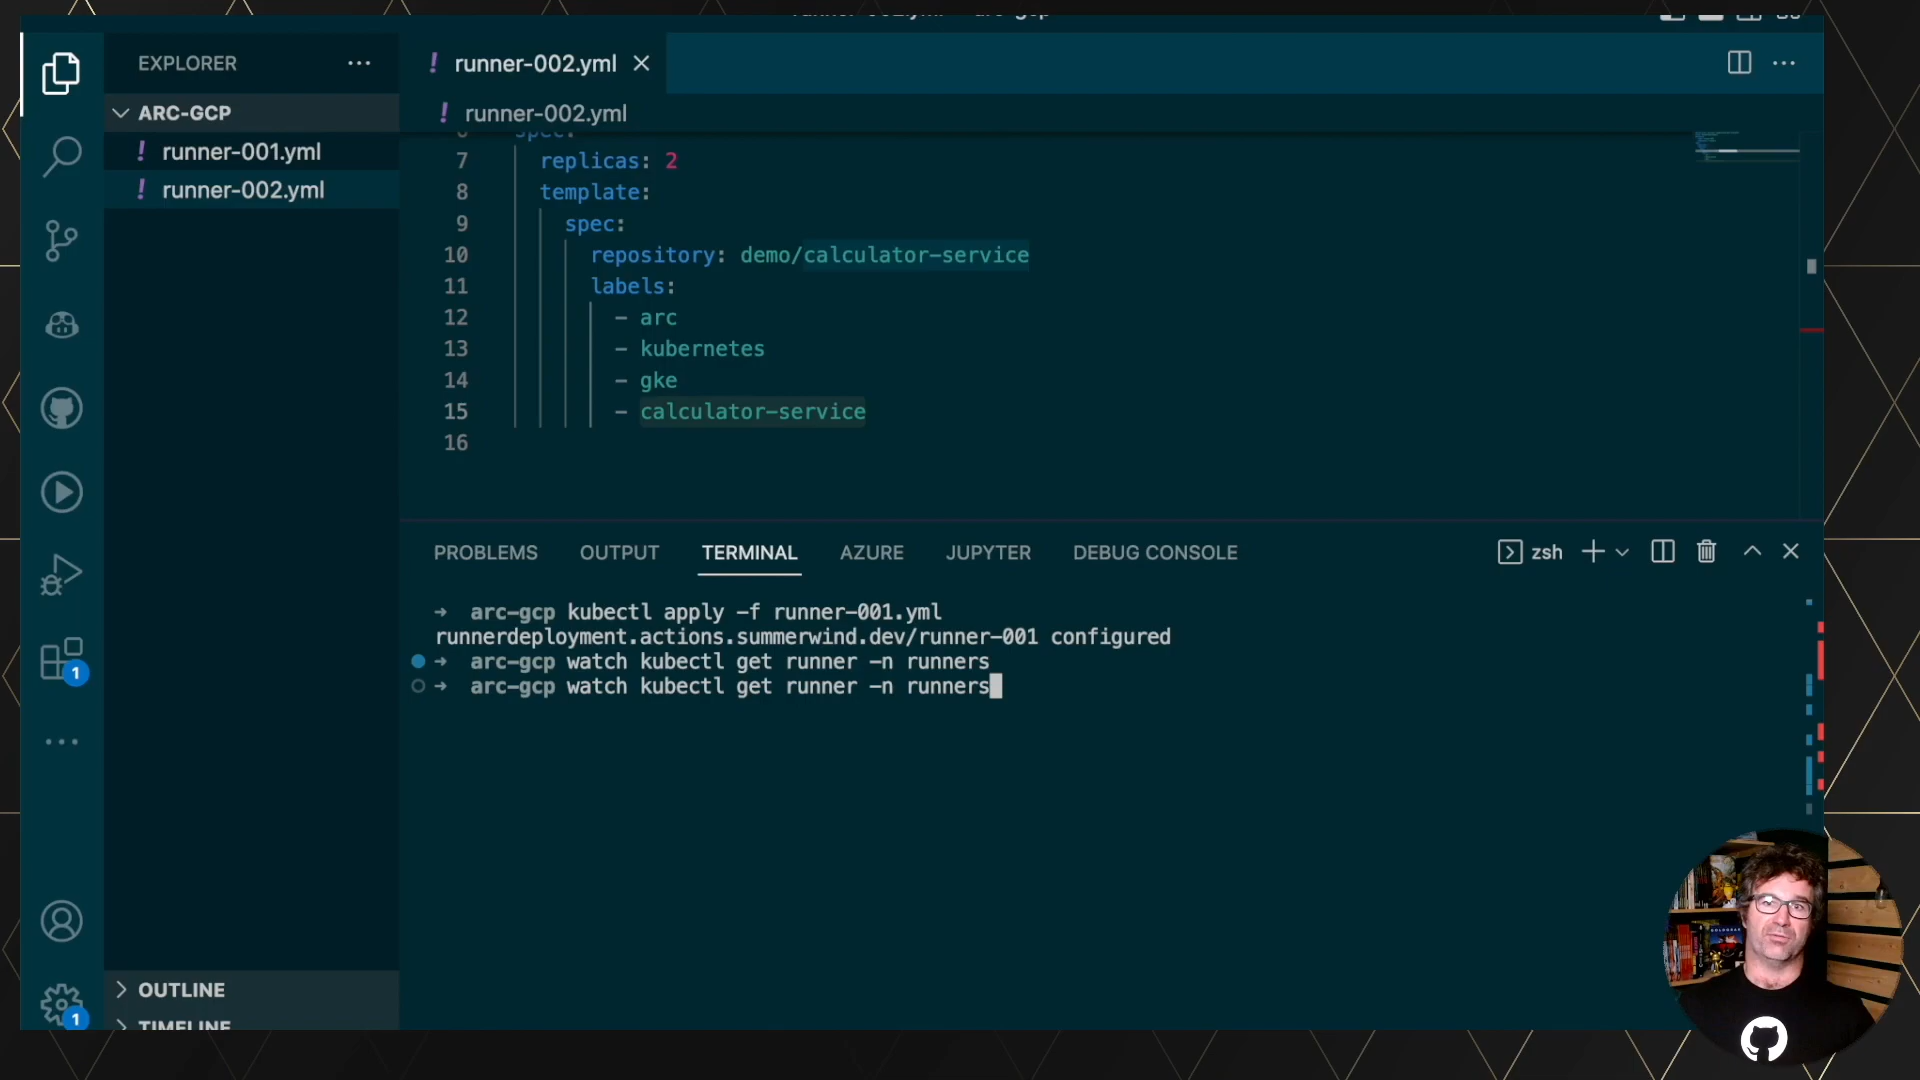 EXPLORER
ARC-GCP
! runner-001.yml
! runner-002.yml
OUTLINE
TIMELINE
1
1
! runner-002.yml
! runner-002.yml
spec:
7 replicas: 2
8 template:
9 spec:
10 repository: demo/calculator-service
11 labels:
12 - arc
13 - kubernetes
14 - gke
15 - calculator-service
16
PROBLEMS OUTPUT TERMINAL AZURE JUPYTER DEBUG CONSOLE zsh
→ arc-gcp kubectl apply -f runner-001.yml
runnerdeployment.actions.summerwind.dev/runner-001 configured
→ arc-gcp watch kubectl get runner -n runners
→ arc-gcp watch kubectl get runner -n runners